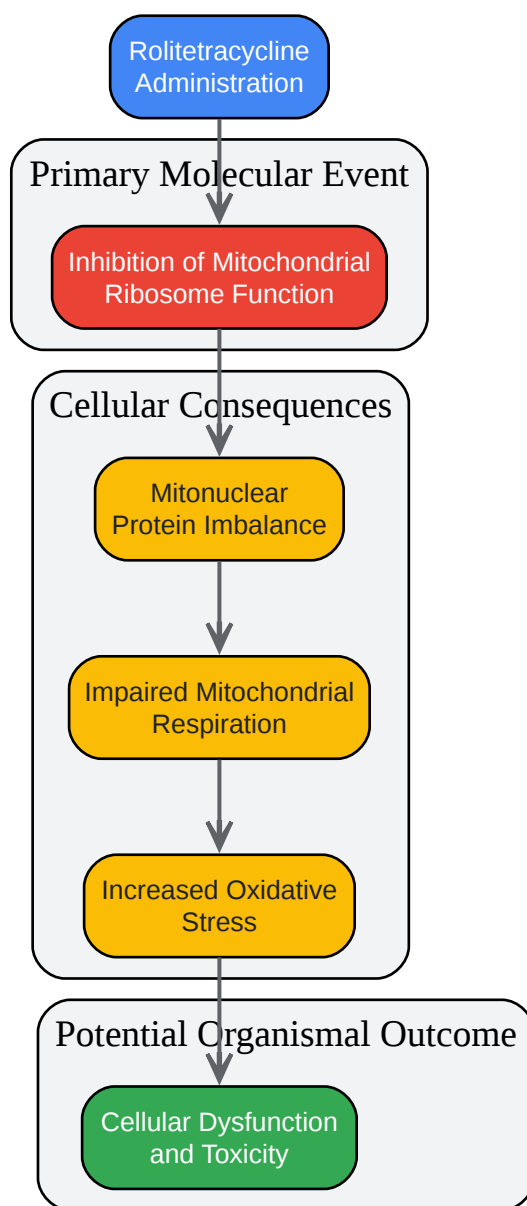 Rolitetracycline
Administration
Primary Molecular Event
Inhibition of Mitochondrial
Ribosome Function
Cellular Consequences
Mitonuclear
Protein Imbalance
Impaired Mitochondrial
Respiration
Increased Oxidative
Stress
Potential Organismal Outcome
Cellular Dysfunction
and Toxicity